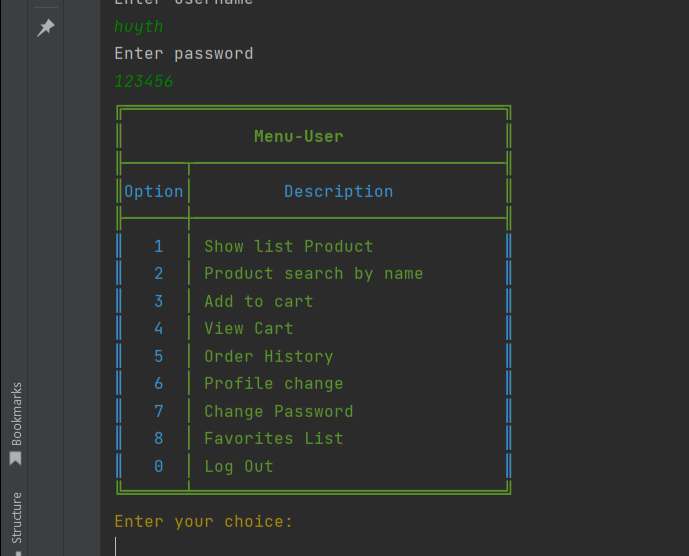 Enter username
huyth
Enter password
123456
Menu-User
Option Description
1 Show list Product
2 Product search by name
3 Add to cart
4 View Cart
5 Order History
6 Profile change
7 Change Password
8 Favorites List
0 Log Out
Enter your choice:
Bookmarks
Structure